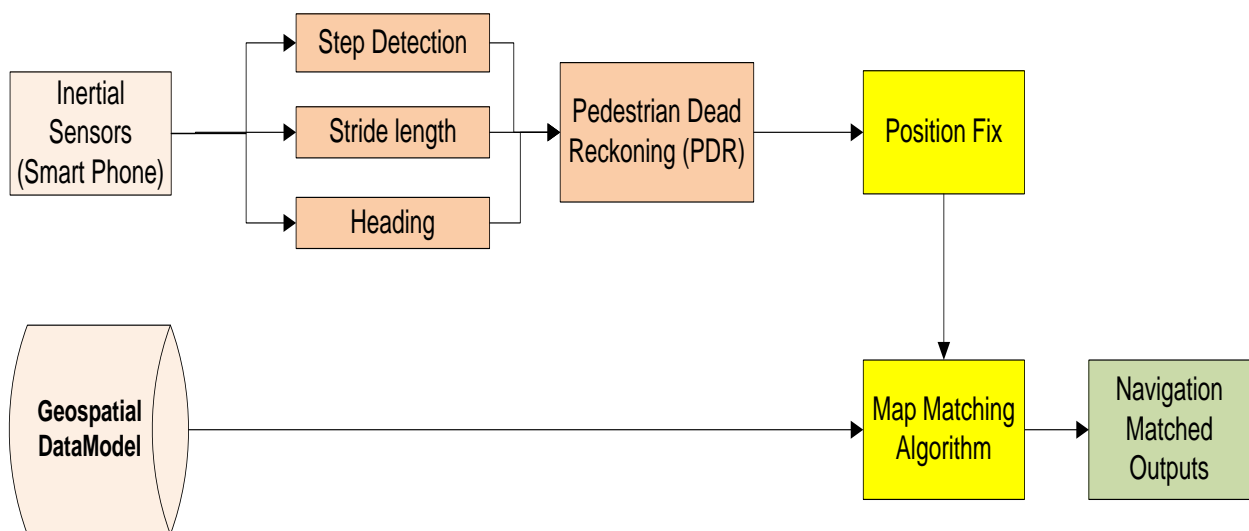 Step Detection
Inertial
Sensors
(Smart Phone)
Stride length
Heading
Pedestrian Dead
Reckoning (PDR)
Position Fix
Geospatial
DataModel
Map Matching
Algorithm
Navigation
Matched
Outputs